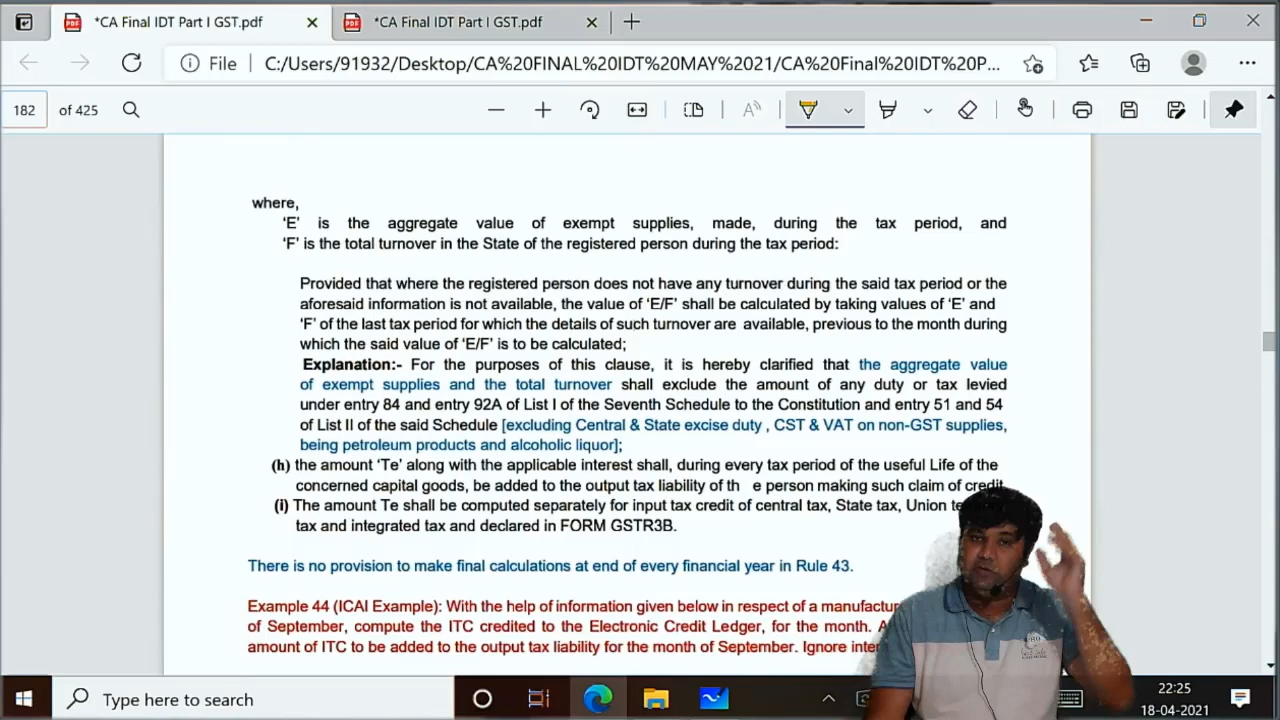 *CA Final IDT Part I GST.pdf
*CA Final IDT Part I GST.pdf
File
C:/Users/91932/Desktop/CA%20FINAL%20IDT%20MAY%2021/CA%20Final%20IDT%20P...
182 of 425
where,
‘E’ is the aggregate value of exempt supplies, made, during the tax period, and
‘F’ is the total turnover in the State of the registered person during the tax period:
Provided that where the registered person does not have any turnover during the said tax period or the
aforesaid information is not available, the value of ‘E/F’ shall be calculated by taking values of ‘E’ and
‘F’ of the last tax period for which the details of such turnover are available, previous to the month during
which the said value of ‘E/F’ is to be calculated;
Explanation:- For the purposes of this clause, it is hereby clarified that the aggregate value
of exempt supplies and the total turnover shall exclude the amount of any duty or tax levied
under entry 84 and entry 92A of List I of the Seventh Schedule to the Constitution and entry 51 and 54
of List II of the said Schedule [excluding Central & State excise duty , CST & VAT on non-GST supplies,
being petroleum products and alcoholic liquor];
(h) the amount ‘Te’ along with the applicable interest shall, during every tax period of the useful Life of the
concerned capital goods, be added to the output tax liability of th e person making such claim of credit
(i) The amount Te shall be computed separately for input tax credit of central tax, State tax, Union
tax and integrated tax and declared in FORM GSTR3B.
There is no provision to make final calculations at end of every financial year in Rule 43.
Example 44 (ICAI Example): With the help of information given below in respect of a
of September, compute the ITC credited to the Electronic Credit Ledger, for the month.
amount of ITC to be added to the output tax liability for the month of September. Ignore
Type here to search
22:25
18-04-2021